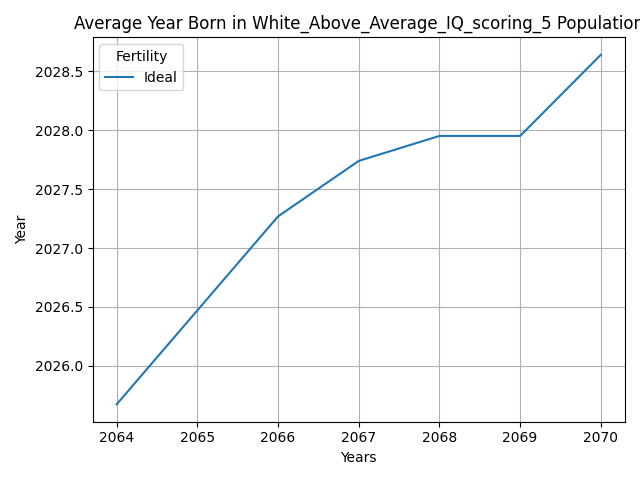 Average Year Born in White_Above_Average_IQ_scoring_5 Population
Fertility
Ideal
2028.5
2028.0
2027.5
2027.0
2026.5
2026.0
Year
2064 2065 2066 2067 2068 2069 2070
Years